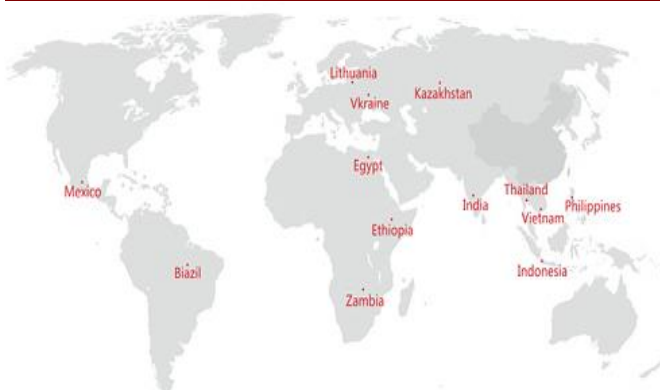 Lithuania
Kazakhstan
Vkraine
Egypt
Mexico
Thailand
India
Philippines
Vietnam
Ethiopia
Biazil
Indonesia
Zambia